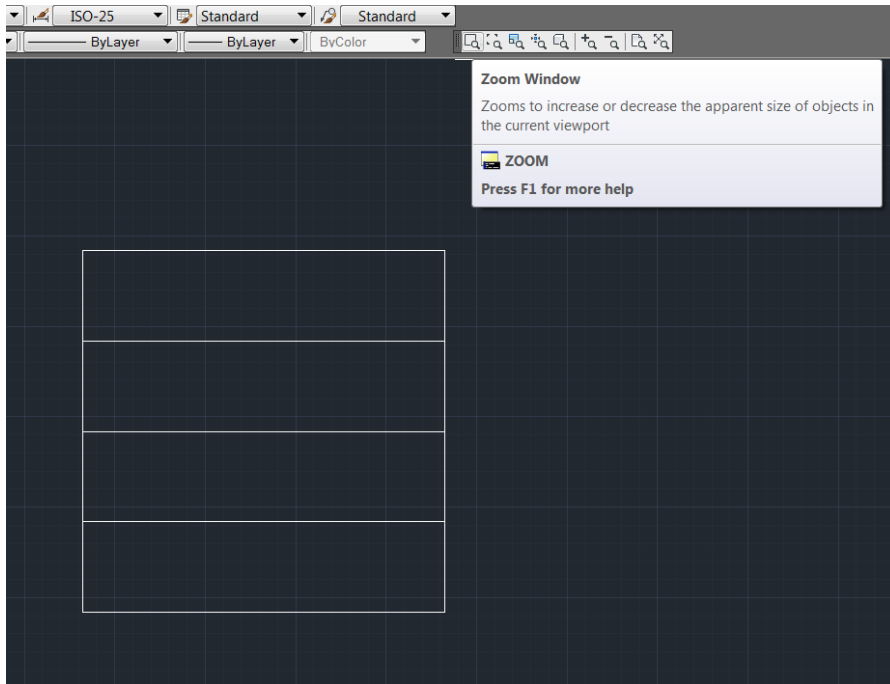 ISO-25 Standard Standard
ByLayer ByLayer ByColor
Zoom Window
Zooms to increase or decrease the apparent size of objects in
the current viewport
ZOOM
Press F1 for more help